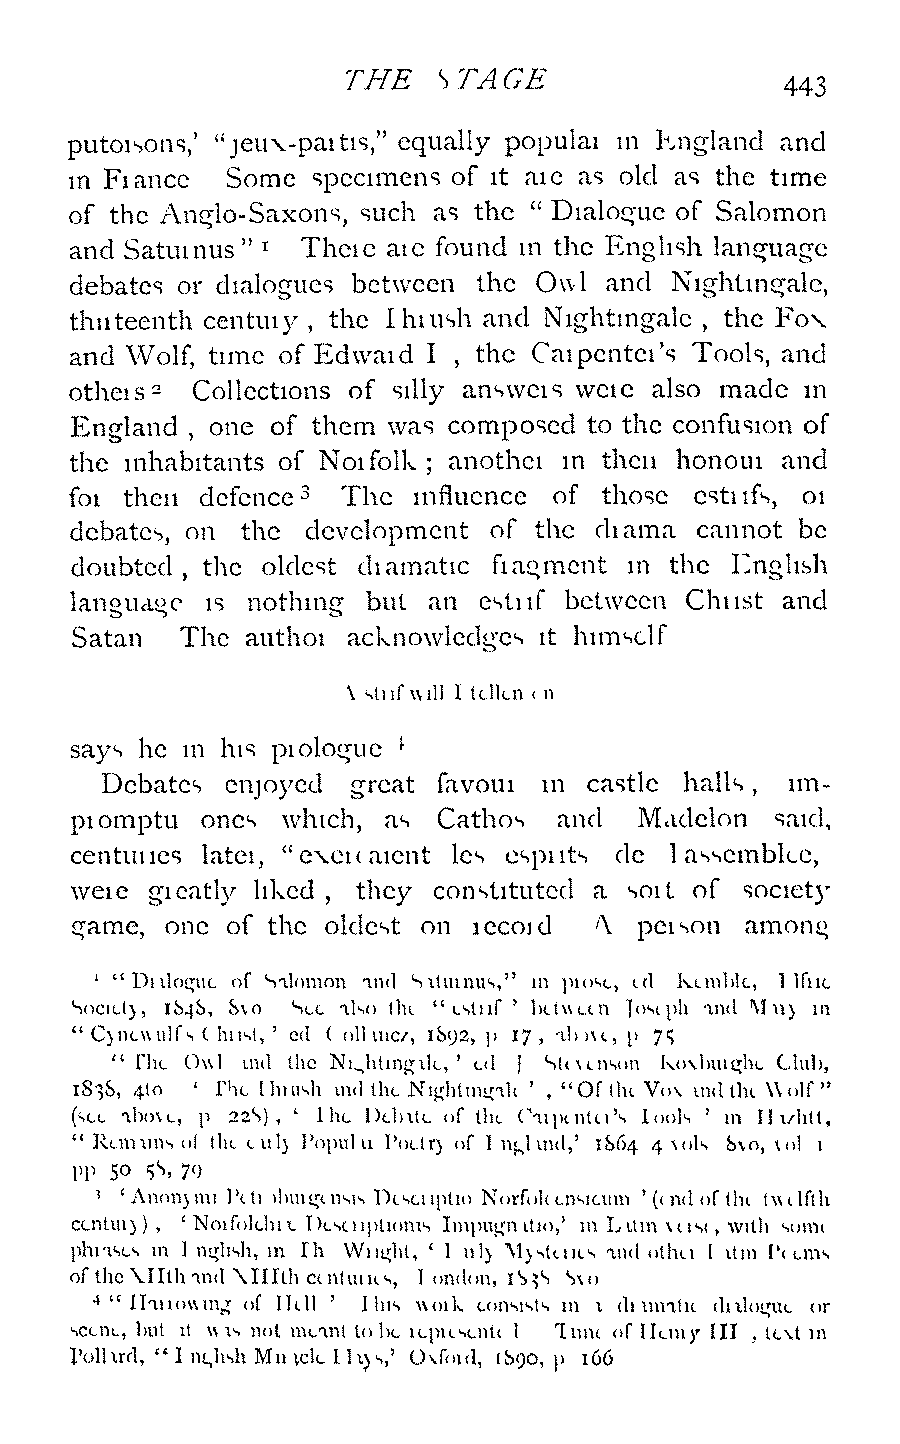 THE STAGE 443
putoisons,” “jeux-partis,” equally popular in England and
in France. Some specimens of it are as old as the time
of the Anglo-Saxons, such as the “Dialogue of Salomon
and Saturnus” 1 There are found in the English language
debates or dialogues between the Owl and Nightingale,
thirteenth century, the Thrush and Nightingale, the Fox
and Wolf, time of Edward I, the Carpenter's Tools, and
others 2 Collections of silly answers were also made in
England, one of them was composed to the confusion of
the inhabitants of Norfolk; another in their honour and
for their defence 3 The influence of those estrifs, or
debates, on the development of the drama cannot be
doubted, the oldest dramatic fragment in the English
language is nothing but an estrif between Christ and
Satan The author acknowledges it himself
A strif will I tellen on
says he in his prologue 4
Debates enjoyed great favour in castle halls, im-
promptu ones which, as Cathos and Madelon said,
centuries later, “exerçaient les esprits de l'assemblée,
were greatly liked, they constituted a sort of society
game, one of the oldest on record A person among
1 “Dialogue of Salomon and Saturnus,” in prose, ed Kemble, Ælfric
Society, 1848, 8vo See also the “estrif” between Joseph and Mary in
“Cynewulf's Christ,” ed Gollancz, 1892, p 17, above, p 75
“The Owl and the Nightingale,” ed J Stevenson Roxburghe Club,
1838, 4to “The Thrush and the Nightingale”, “Of the Vox and the Wolf”
(see above, p 228), “The Debate of the Carpenter's Tools” in Hazlitt,
“Remains of the early Popular Poetry of England,” 1864 4 vols 8vo, vol 1
pp 50 58, 79
3 “Anonymi Petroburgensis Descriptio Norfolcensium” (end of the twelfth
century), “Norfolchie Descriptionis Impugnatio,” in Latin verse, with some
phrases in English, in Th Wright, “Early Mysteries and other Latin Poems
of the XIIth and XIIIth centuries, London, 1838 8vo
4 “Harrowing of Hell” This work consists in a dramatic dialogue or
scene, but it was not meant to be represented Time of Henry III, text in
Pollard, “English Miracle Plays,” Oxford, 1890, p 166